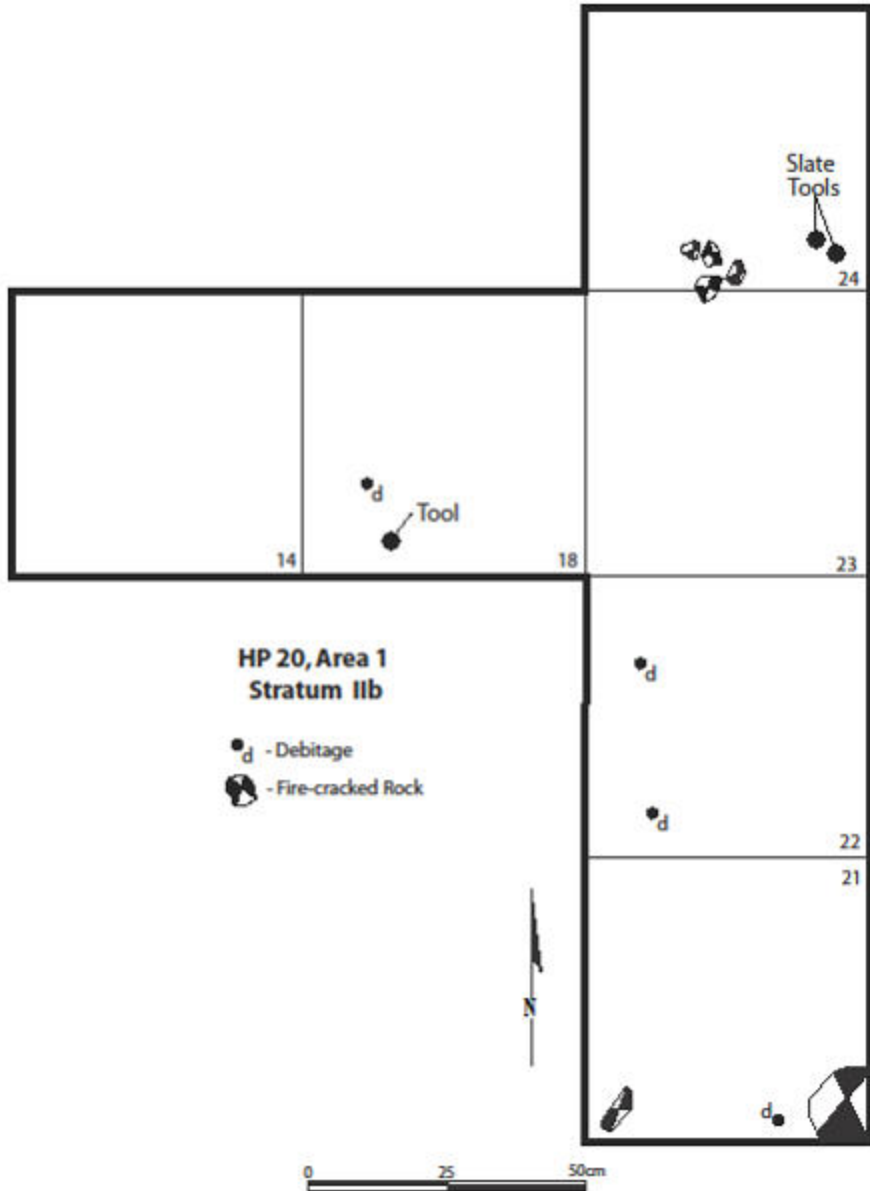 Slate
Tools
24
d
Tool
14
18
23
HP 20, Area 1
Stratum IIb
d
d - Debitage
- Fire-cracked Rock
d
22
21
N
d
0 25 50cm